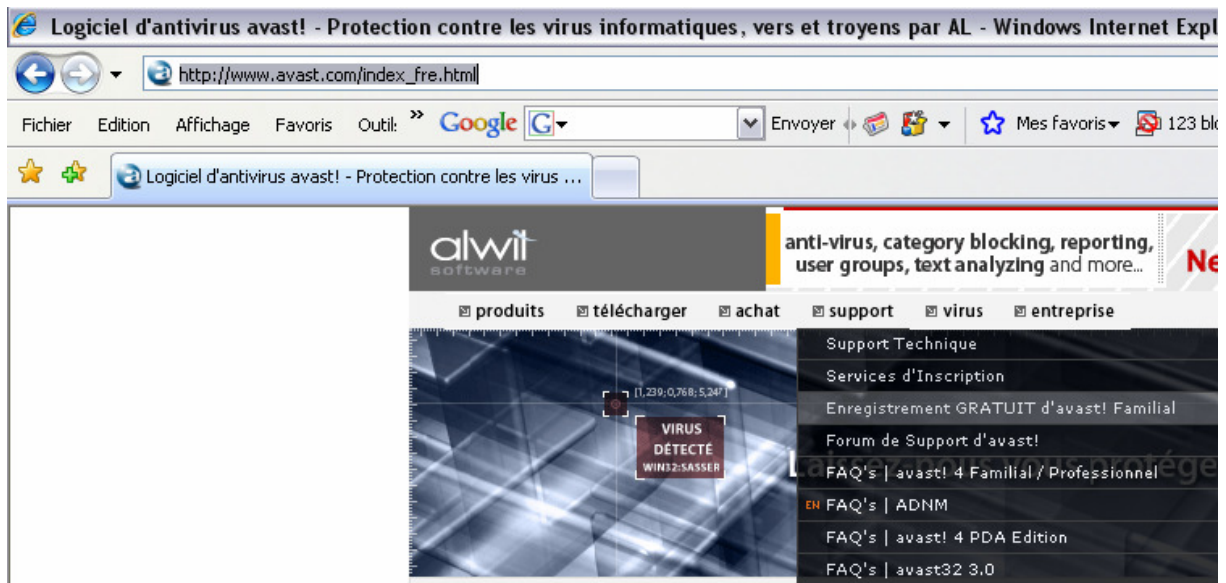 Logiciel d'antivirus avast! - Protection contre les virus informatiques, vers et troyens par AL - Windows Internet Expl
http://www.avast.com/index_fre.html
Fichier Edition Affichage Favoris Outil: » Google G Envoyer Mes favoris 123 blo
Logiciel d'antivirus avast! - Protection contre les virus ...
alwil
software
anti-virus, category blocking, reporting,
user groups, text analyzing and more...
Ne
produits télécharger achat support virus entreprise
Support Technique
Services d'Inscription
[1,239;0,768;5,247]
Enregistrement GRATUIT d'avast! Familial
VIRUS
DÉTECTÉ
WIN32:SASSER
Forum de Support d'avast!
FAQ's | avast! 4 Familial / Professionnel
EN FAQ's | ADNM
FAQ's | avast! 4 PDA Edition
FAQ's | avast32 3.0